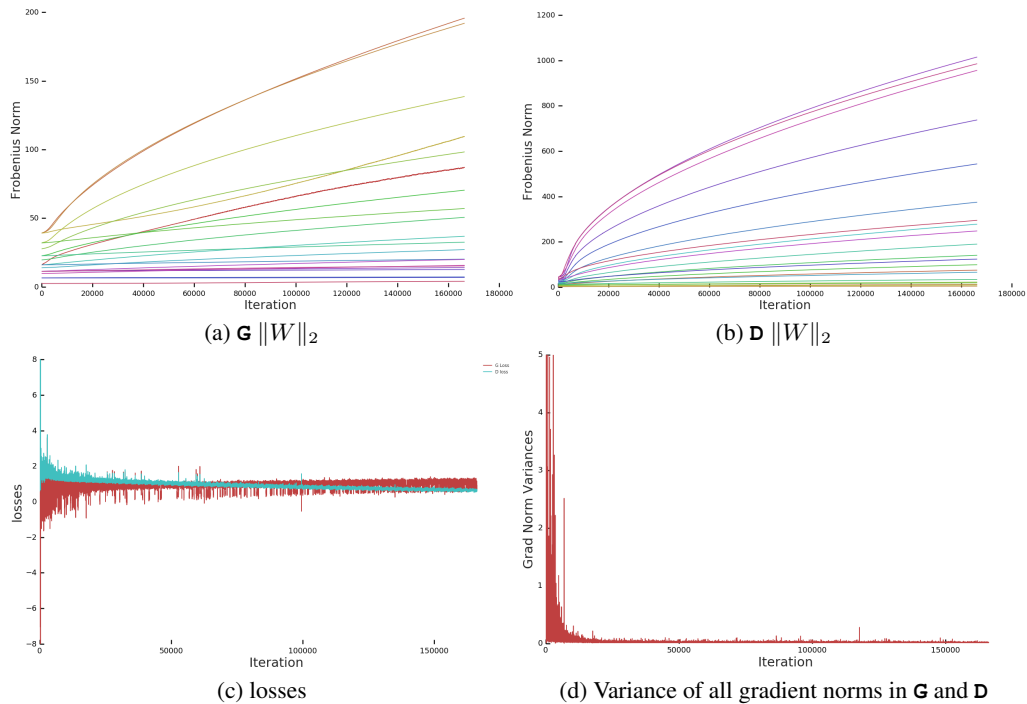 200
150
100
50
0
Frobenius Norm
0 20000 40000 60000 80000 100000 120000 140000 160000 180000
Iteration
(a) G ‖W‖₂
1200
1000
800
600
400
200
0
Frobenius Norm
0 20000 40000 60000 80000 100000 120000 140000 160000 180000
Iteration
(b) D ‖W‖₂
8
6
4
2
0
−2
−4
−6
−8
losses
G Loss
D loss
0 50000 100000 150000
Iteration
(c) losses
5
4
3
2
1
0
Grad Norm Variances
0 50000 100000 150000
Iteration
(d) Variance of all gradient norms in G and D